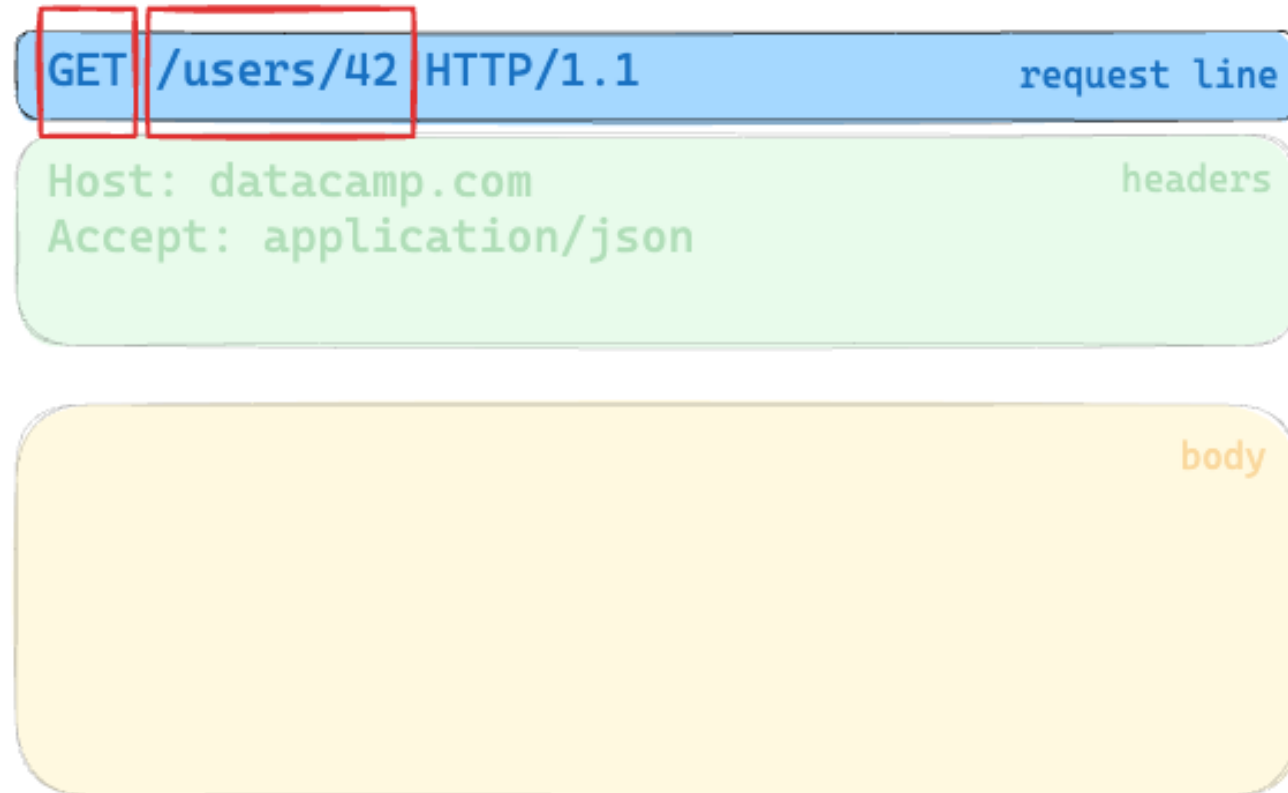 GET /users/42 HTTP/1.1 request line
Host: datacamp.com headers
Accept: application/json
body